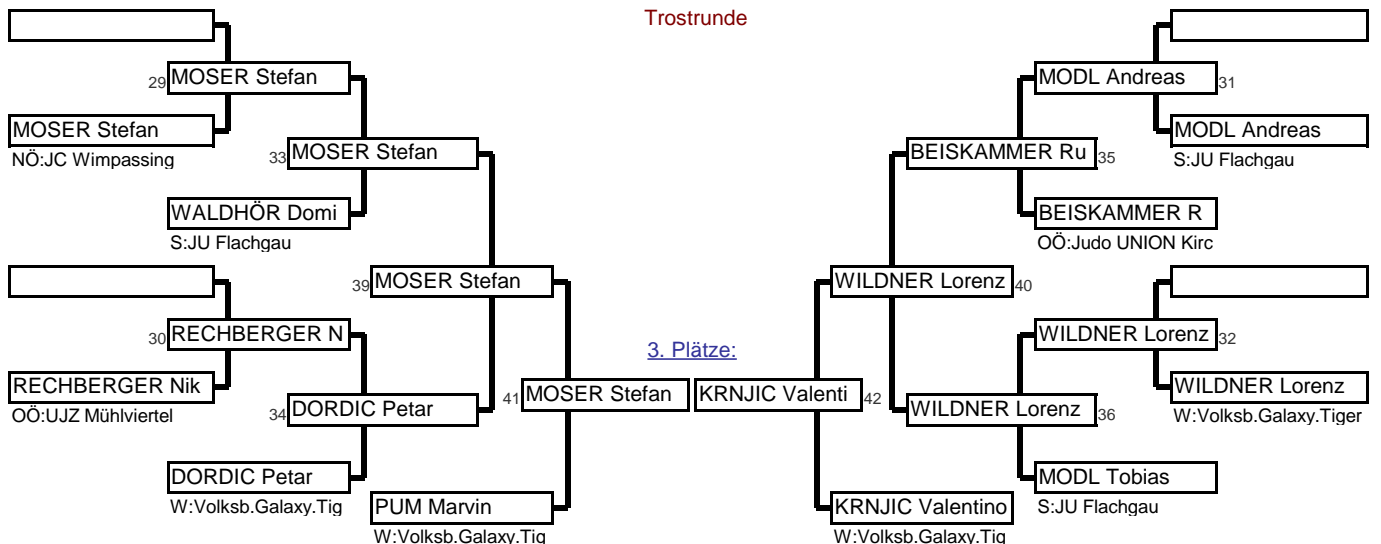 Trostrunde
29 MOSER Stefan
MODL Andreas 31
MOSER Stefan
NÖ:JC Wimpassing
MODL Andreas
S:JU Flachgau
33 MOSER Stefan
BEISKAMMER Ru 35
WALDHÖR Domi
S:JU Flachgau
BEISKAMMER R
OÖ:Judo UNION Kirc
39 MOSER Stefan
WILDNER Lorenz 40
30 RECHBERGER N
WILDNER Lorenz 32
3. Plätze:
RECHBERGER Nik
OÖ:UJZ Mühlviertel
41 MOSER Stefan
KRNJIC Valenti 42
WILDNER Lorenz
W:Volksb.Galaxy.Tiger
34 DORDIC Petar
WILDNER Lorenz 36
DORDIC Petar
W:Volksb.Galaxy.Tig
MODL Tobias
S:JU Flachgau
PUM Marvin
W:Volksb.Galaxy.Tig
KRNJIC Valentino
W:Volksb.Galaxy.Tig